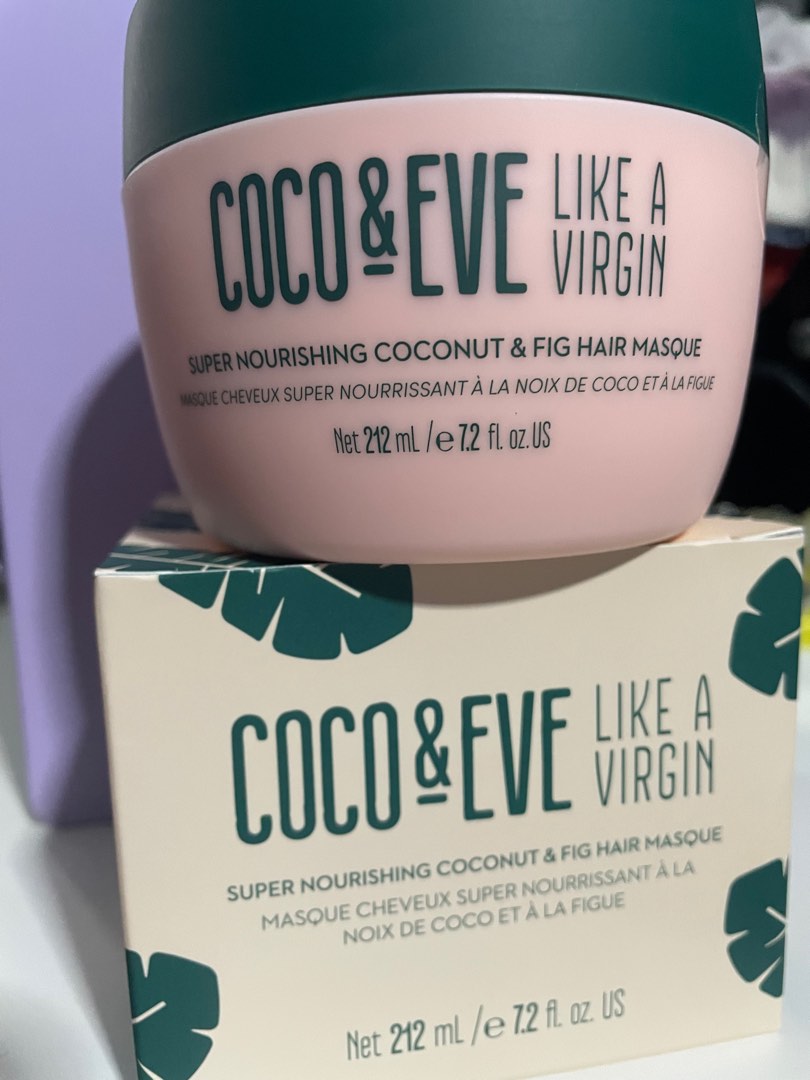 COCO & EVE LIKE A
VIRGIN
SUPER NOURISHING COCONUT & FIG HAIR MASQUE
MASQUE CHEVEUX SUPER NOURRISSANT À LA NOIX DE COCO ET À LA FIGUE
Net 212 mL / e 7.2 fl. oz. US
COCO & EVE LIKE A
VIRGIN
SUPER NOURISHING COCONUT & FIG HAIR MASQUE
MASQUE CHEVEUX SUPER NOURRISSANT À LA
NOIX DE COCO ET À LA FIGUE
Net 212 mL / e 7.2 fl. oz. US